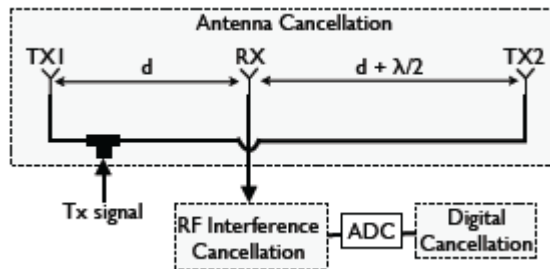 Antenna Cancellation
TX1 RX TX2
d d + λ/2
Tx signal
RF Interference
Cancellation
ADC
Digital
Cancellation